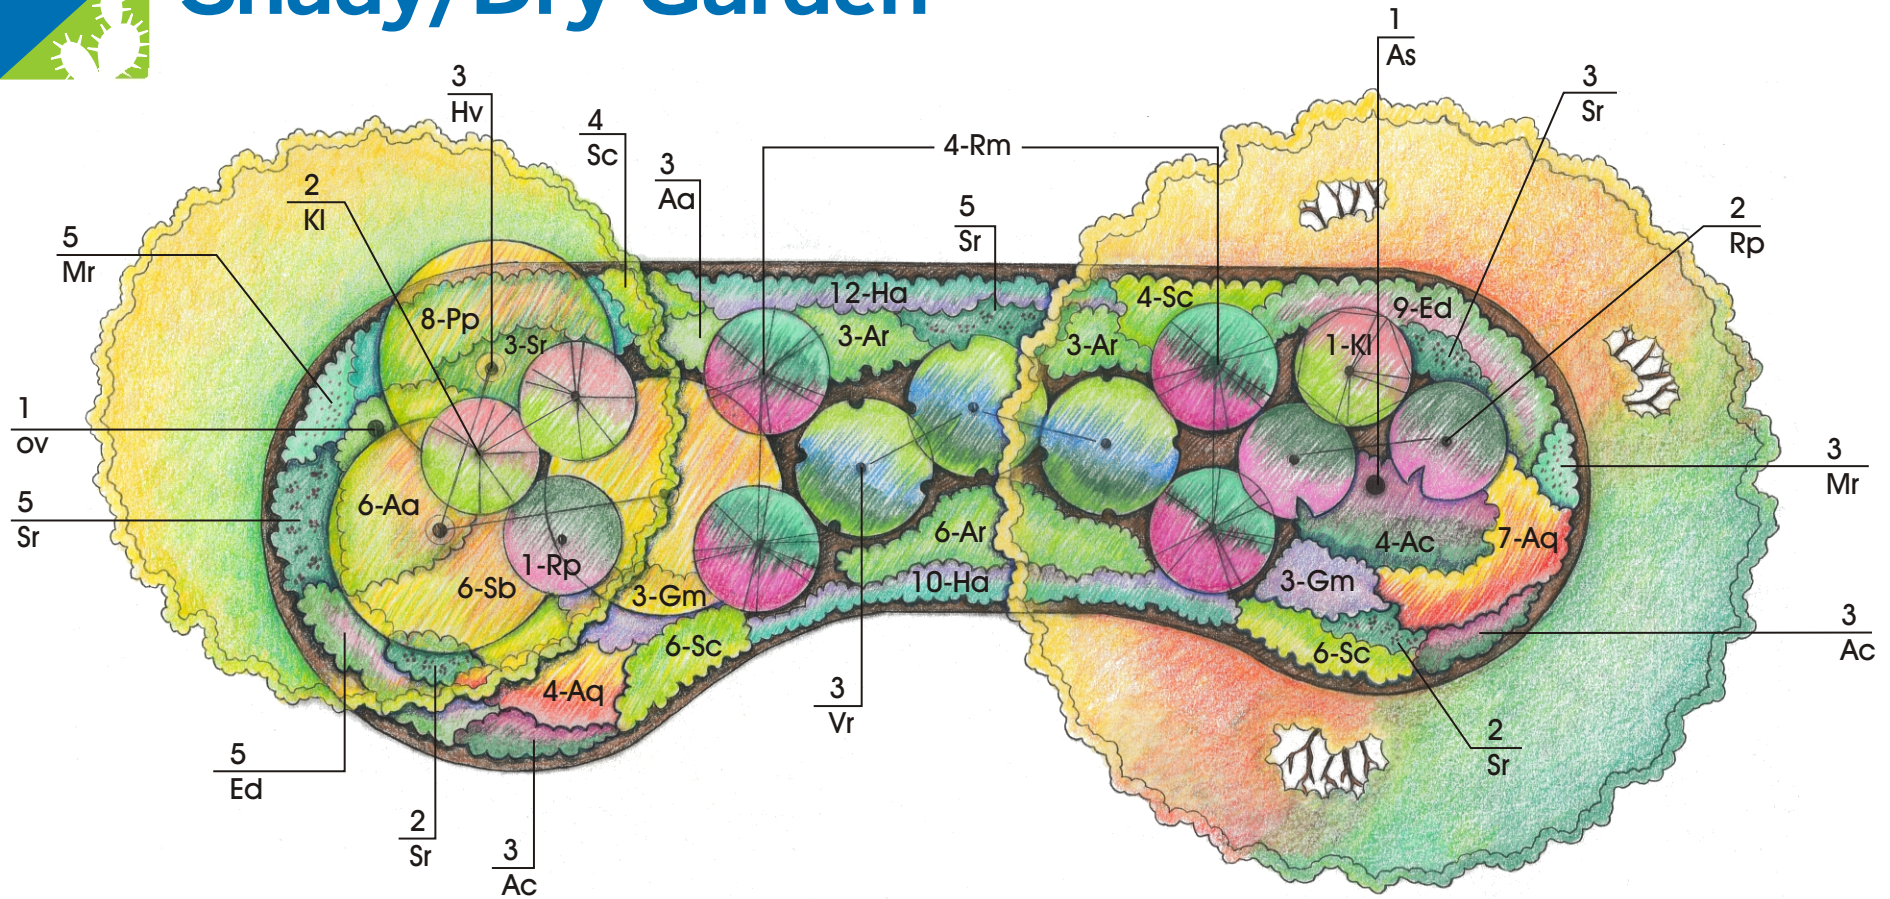 Shady/Dry Garden
1
As
3
Hv
3
Sr
4
Sc
4-Rm
3
Aa
2
Kl
5
Sr
2
Rp
5
Mr
12-Ha
4-Sc
9-Ed
8-Pp
3-Sr
3-Ar
3-Ar
1-Kl
1
ov
3
Mr
6-Aa
5
Sr
6-Ar
4-Ac
7-Aq
1-Rp
6-Sb
3-Gm
10-Ha
3-Gm
3
Ac
6-Sc
6-Sc
4-Aq
3
Vr
2
Sr
5
Ed
2
Sr
3
Ac